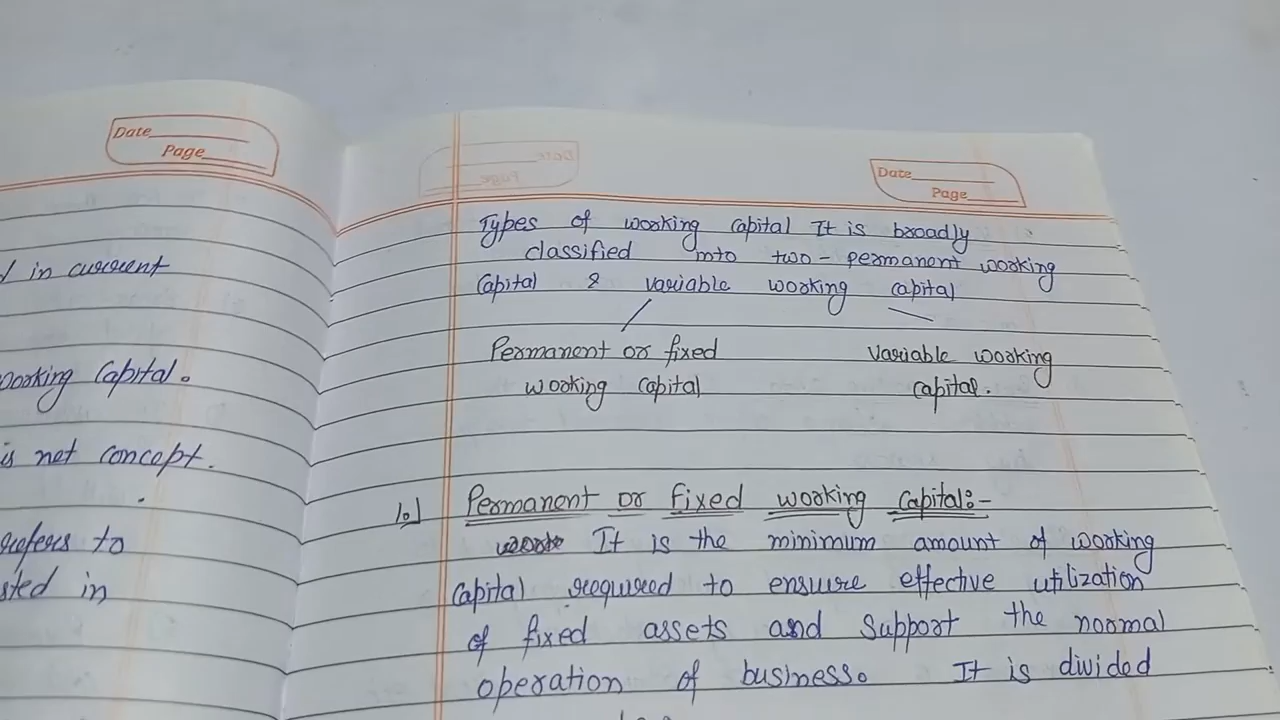 Date
Page
d in current
working Capital.
is net concept.
refers to
sted in
Date
Page
Types of working Capital It is broadly
classified into two - permanent working
Capital & variable working capital
Permanent or fixed
working capital
Variable working
capital.
1.] Permanent or fixed working Capital:-
It is the minimum amount of working
Capital required to ensure effective utilization
of fixed assets and support the normal
operation of business. It is divided